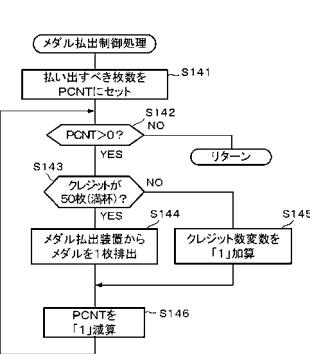 メダル払出制御処理
払い出すべき枚数を
PCNTにセット
S141
PCNT>0?
S142
NO
YES
リターン
S143
クレジットが
50枚(満杯)?
NO
YES
S144
メダル払出装置から
メダルを1枚排出
S145
クレジット数変数を
「1」加算
PCNTを
「1」減算
S146